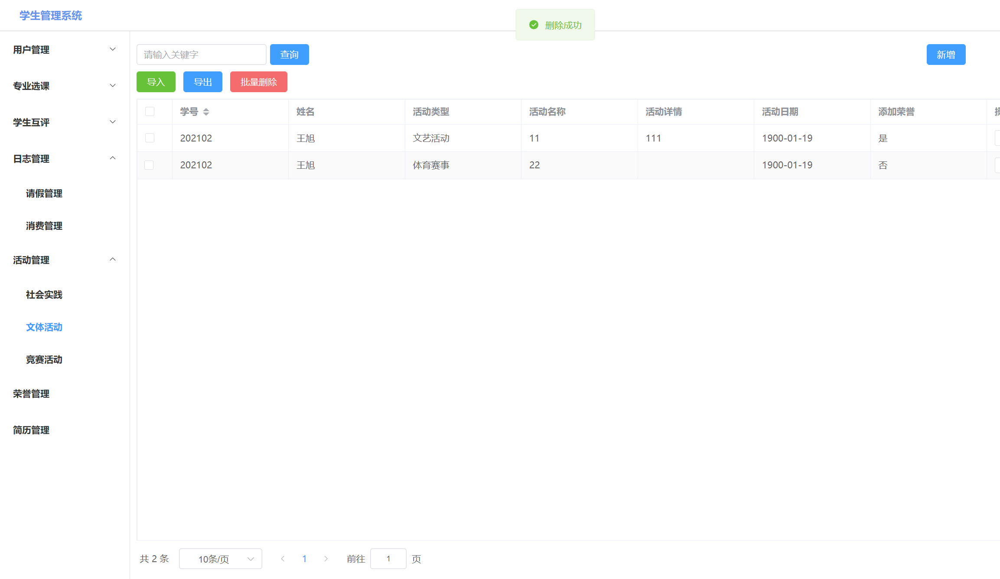 学生管理系统
删除成功
用户管理
专业选课
学生互评
日志管理
请假管理
消费管理
活动管理
社会实践
文体活动
竞赛活动
荣誉管理
简历管理
请输入关键字 查询 新增
导入 导出 批量删除
学号 姓名 活动类型 活动名称 活动详情 活动日期 添加荣誉
202102 王旭 文艺活动 11 111 1900-01-19 是
202102 王旭 体育赛事 22 1900-01-19 否
共 2 条 10条/页 1 前往 1 页